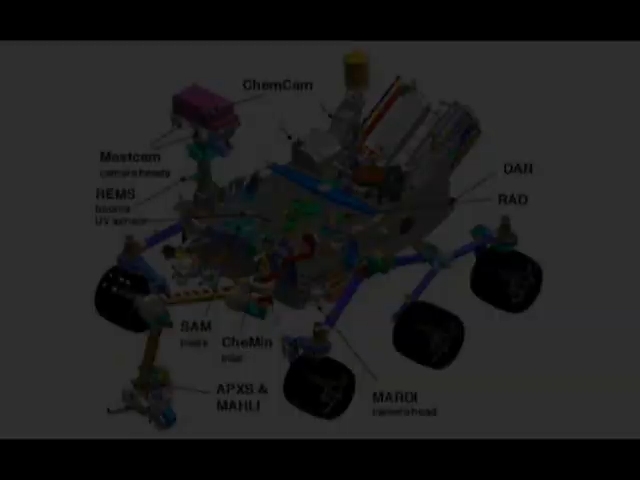 ChemCam
Mastcam
camera heads
REMS
booms
UV sensor
DAN
RAD
SAM
inlets
CheMin
inlet
APXS &
MAHLI
MARDI
camera head